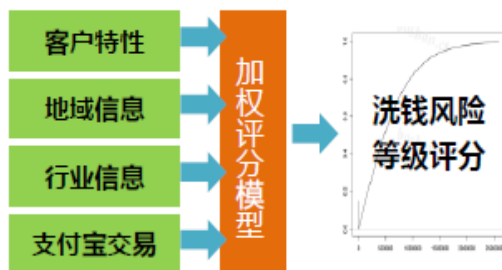 客户特性
地域信息
行业信息
支付宝交易
加权评分模型
洗钱风险
等级评分